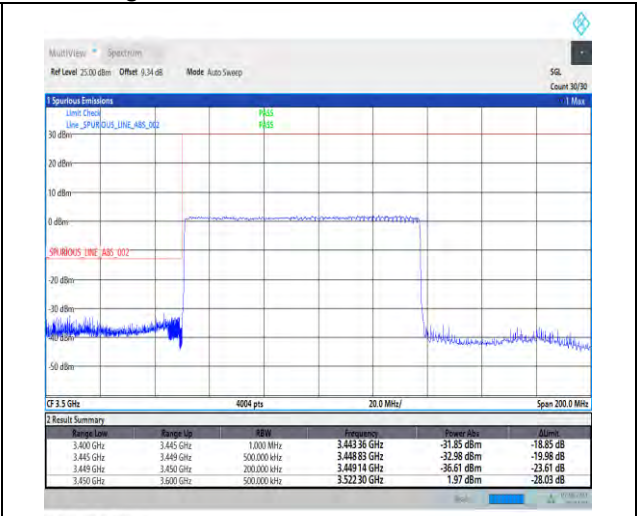 MultiView Spectrum
Ref Level 25.00 dBm Offset 9.34 dB Mode Auto Sweep SGL
Count 30/30
1 Spurious Emissions 1 Max
Limit Check PASS
Line _SPURIOUS_LINE_ABS_002 PASS
30 dBm
20 dBm
10 dBm
0 dBm
_SPURIOUS_LINE_ABS_002
-20 dBm
-30 dBm
-40 dBm
-50 dBm
CF 3.5 GHz 4004 pts 20.0 MHz/ Span 200.0 MHz
2 Result Summary
Range Low Range Up RBW Frequency Power Abs ΔLimit
3.400 GHz 3.445 GHz 1.000 MHz 3.443 36 GHz -31.85 dBm -18.85 dB
3.445 GHz 3.449 GHz 500.000 kHz 3.448 83 GHz -32.98 dBm -19.98 dB
3.449 GHz 3.450 GHz 200.000 kHz 3.449 14 GHz -36.61 dBm -23.61 dB
3.450 GHz 3.600 GHz 500.000 kHz 3.522 30 GHz 1.97 dBm -28.03 dB